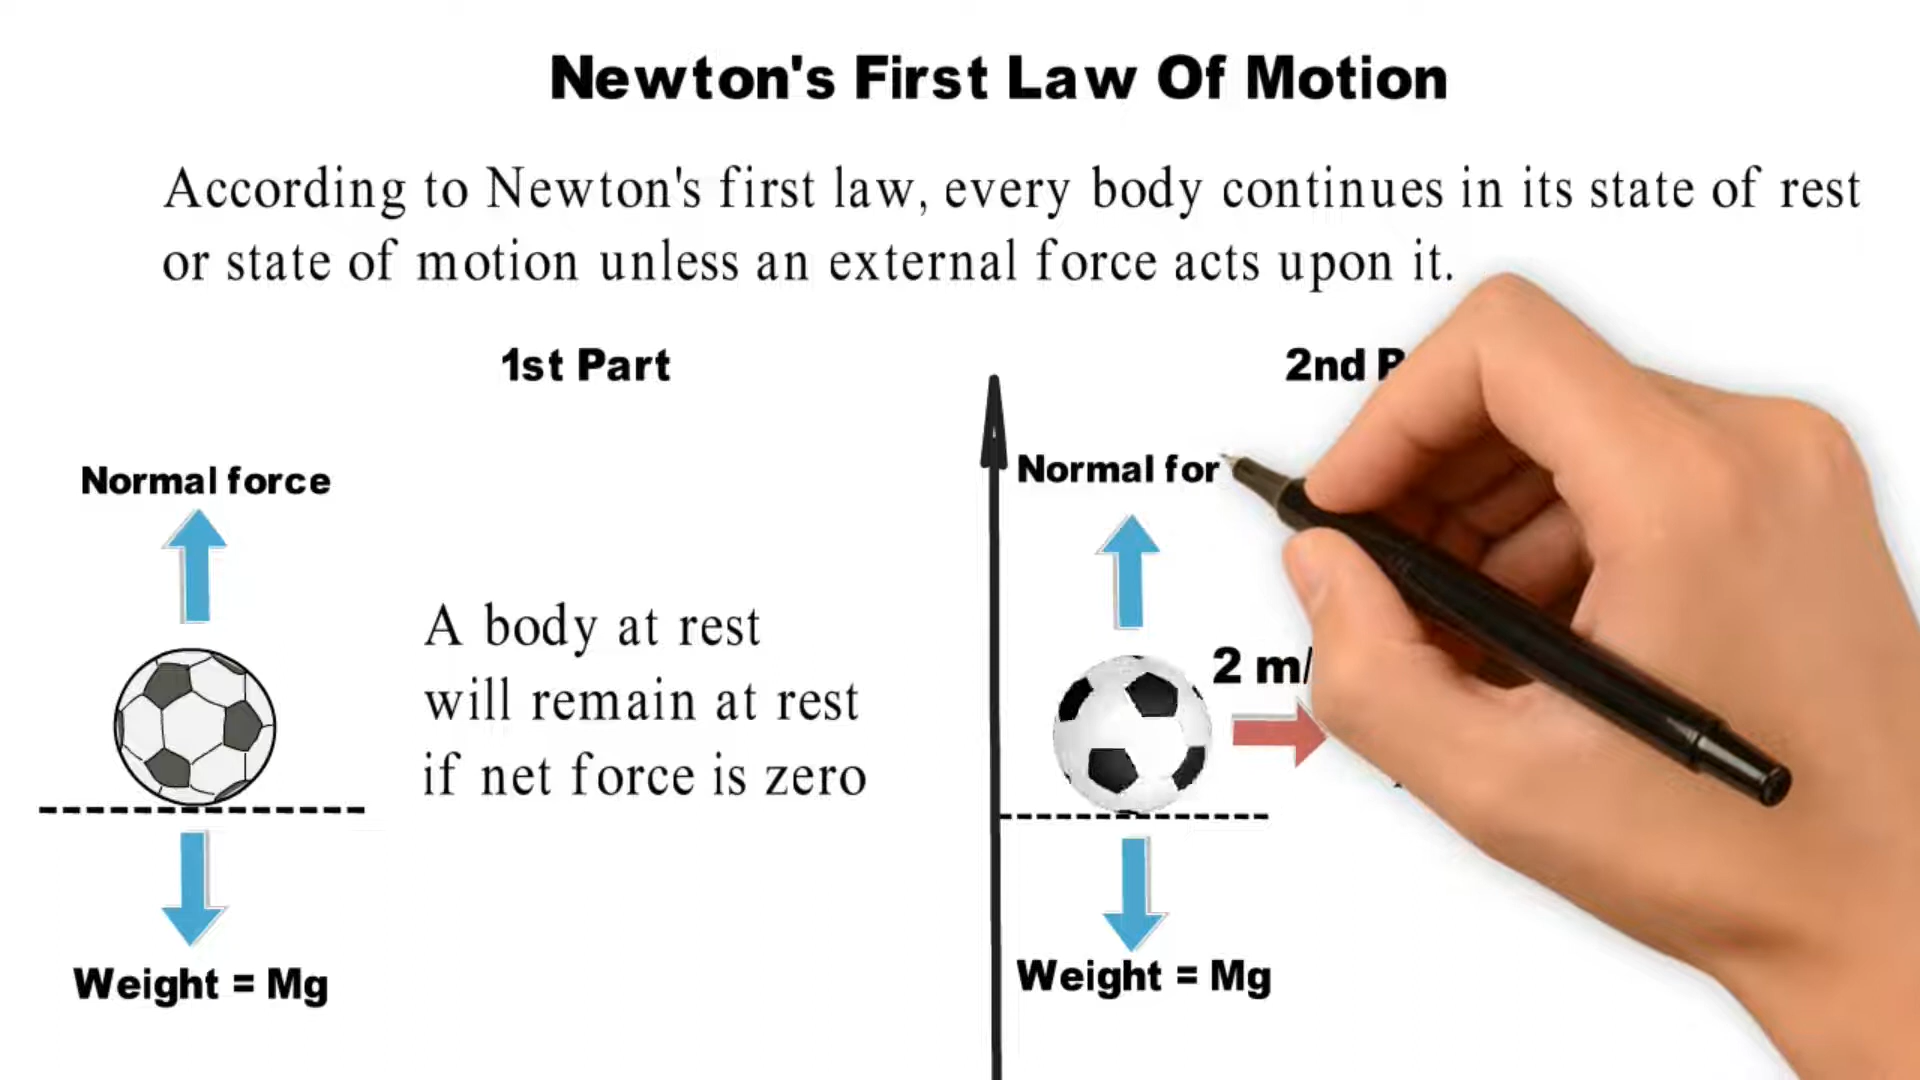 Newton's First Law Of Motion
According to Newton's first law, every body continues in its state of rest
or state of motion unless an external force acts upon it.
1st Part
2nd P
Normal force
Normal for
A body at rest
will remain at rest
if net force is zero
2 m/
Weight = Mg
Weight = Mg